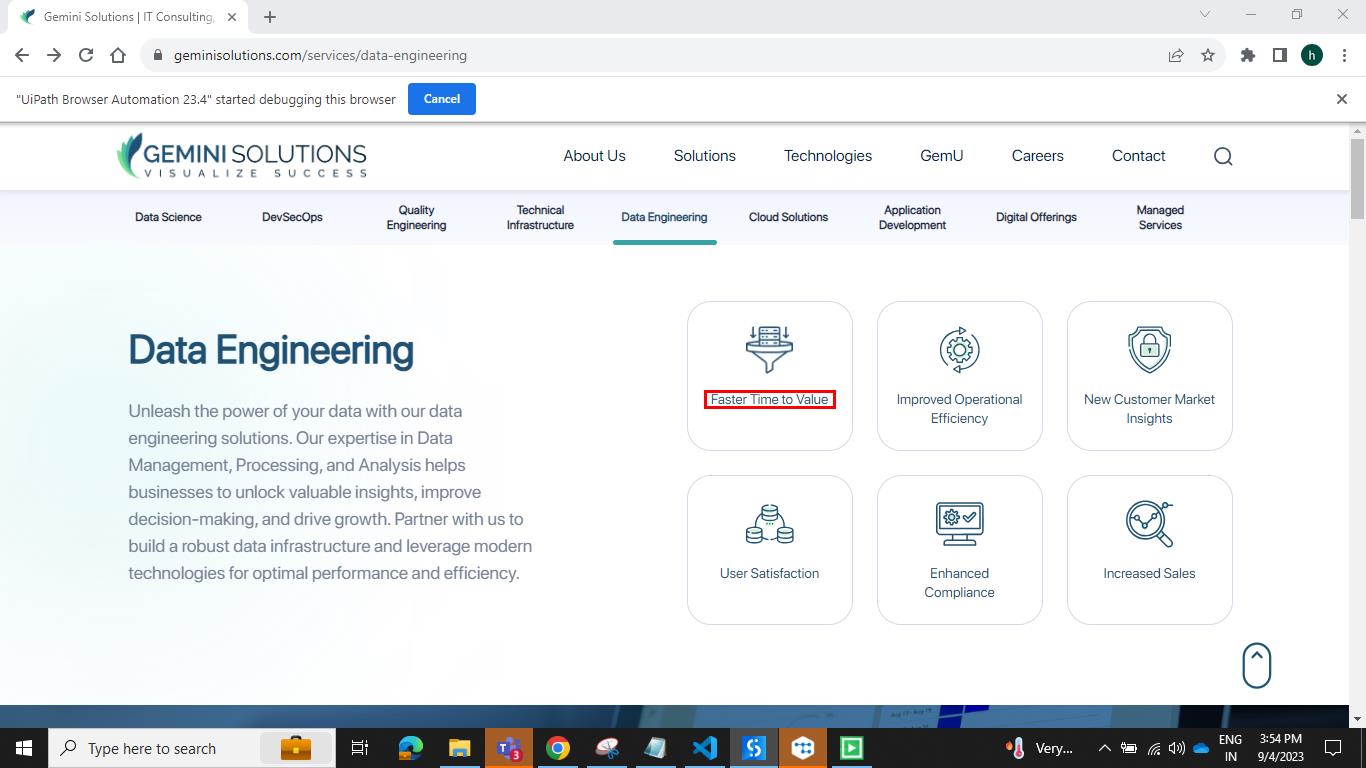 Gemini Solutions | IT Consulting,
geminisolutions.com/services/data-engineering
h
"UiPath Browser Automation 23.4" started debugging this browser
Cancel
GEMINI SOLUTIONS
VISUALIZE SUCCESS
About Us
Solutions
Technologies
GemU
Careers
Contact
Data Science
DevSecOps
Quality
Engineering
Technical
Infrastructure
Data Engineering
Cloud Solutions
Application
Development
Digital Offerings
Managed
Services
Data Engineering
Unleash the power of your data with our data
engineering solutions. Our expertise in Data
Management, Processing, and Analysis helps
businesses to unlock valuable insights, improve
decision-making, and drive growth. Partner with us to
build a robust data infrastructure and leverage modern
technologies for optimal performance and efficiency.
Faster Time to Value
Improved Operational
Efficiency
New Customer Market
Insights
User Satisfaction
Enhanced
Compliance
Increased Sales
Type here to search
3
Very...
ENG
IN
3:54 PM
9/4/2023